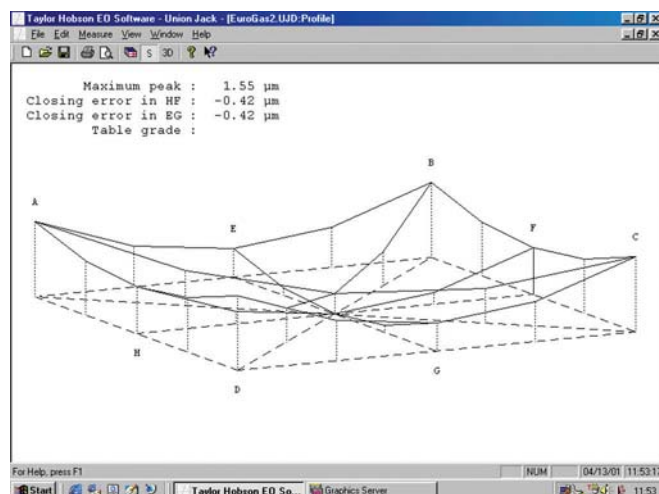 Taylor Hobson EO Software - Union Jack - [EuroGas2.UJD:Profile]
File Edit Measure View Window Help
S 3D
Maximum peak : 1.55 µm
Closing error in HF : -0.42 µm
Closing error in EG : -0.42 µm
Table grade :
B
A
E
F
C
H
G
D
For Help, press F1
NUM 04/13/01 11:53:17
Start Taylor Hobson EO So... Graphics Server 11:53